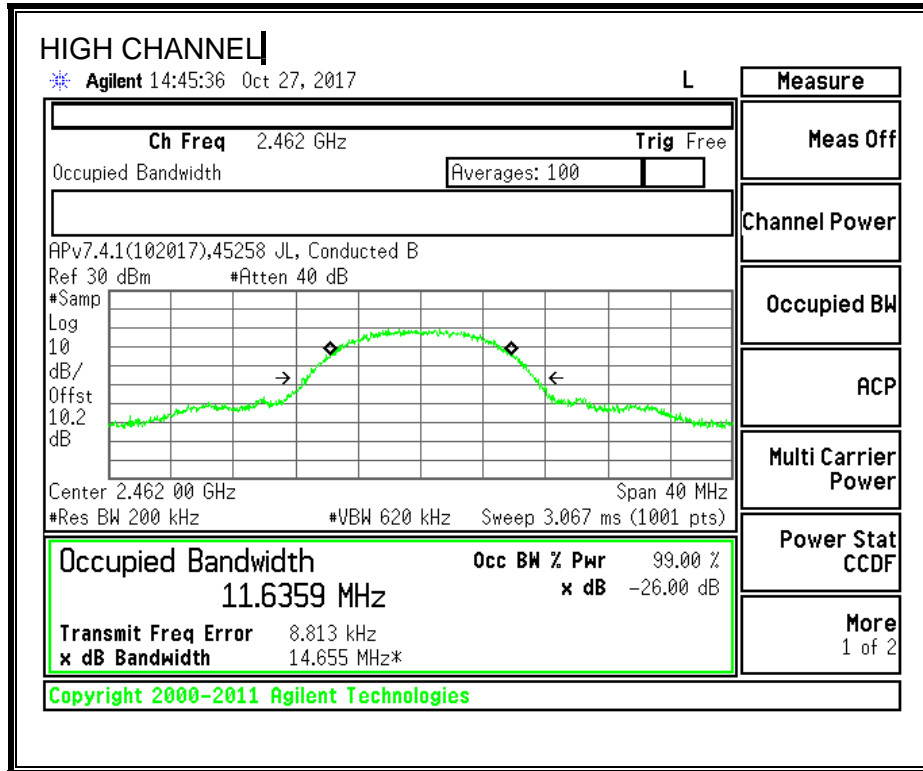 HIGH CHANNEL
Agilent 14:45:36 Oct 27, 2017 L
Measure
Ch Freq 2.462 GHz Trig Free
Meas Off
Occupied Bandwidth Averages: 100
Channel Power
APv7.4.1(102017),45258 JL, Conducted B
Ref 30 dBm #Atten 40 dB
#Samp
Log
10
dB/
Offst
10.2
dB
Occupied BW
ACP
Multi Carrier
Power
Center 2.462 00 GHz Span 40 MHz
#Res BW 200 kHz #VBW 620 kHz Sweep 3.067 ms (1001 pts)
Power Stat
CCDF
Occupied Bandwidth Occ BW % Pwr 99.00 %
11.6359 MHz x dB -26.00 dB
Transmit Freq Error 8.813 kHz
x dB Bandwidth 14.655 MHz*
More
1 of 2
Copyright 2000-2011 Agilent Technologies